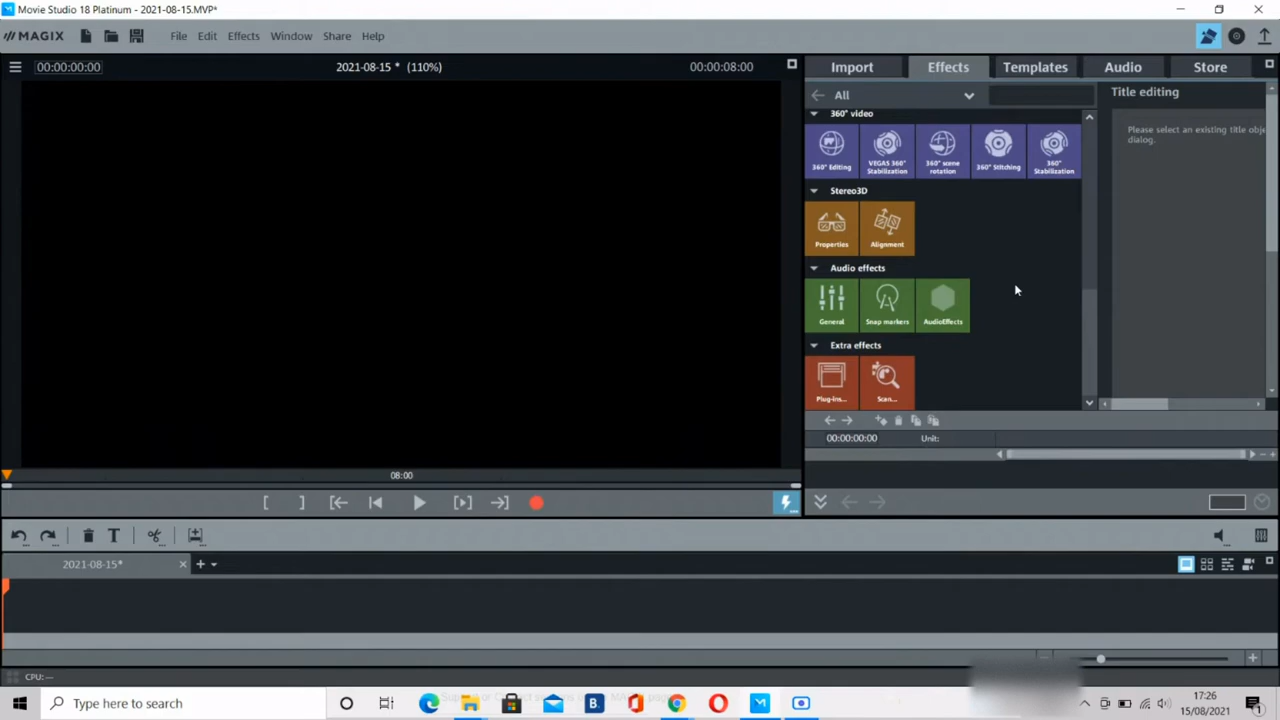 Movie Studio 18 Platinum - 2021-08-15.MVP*
MAGIX File Edit Effects Window Share Help
00:00:00:00 2021-08-15 * (110%) 00:00:08:00
Import Effects Templates Audio Store
All
Title editing
Please select an existing title obje
dialog.
360° video
360° Editing
VEGAS 360° Stabilization
360° scene rotation
360° Stitching
360° Stabilization
Stereo3D
Properties Alignment
Audio effects
General Snap markers AudioEffects
Extra effects
Plug-ins... Scan...
00:00:00:00 Unit:
08:00
2021-08-15*
CPU: --
Type here to search
17:26
15/08/2021